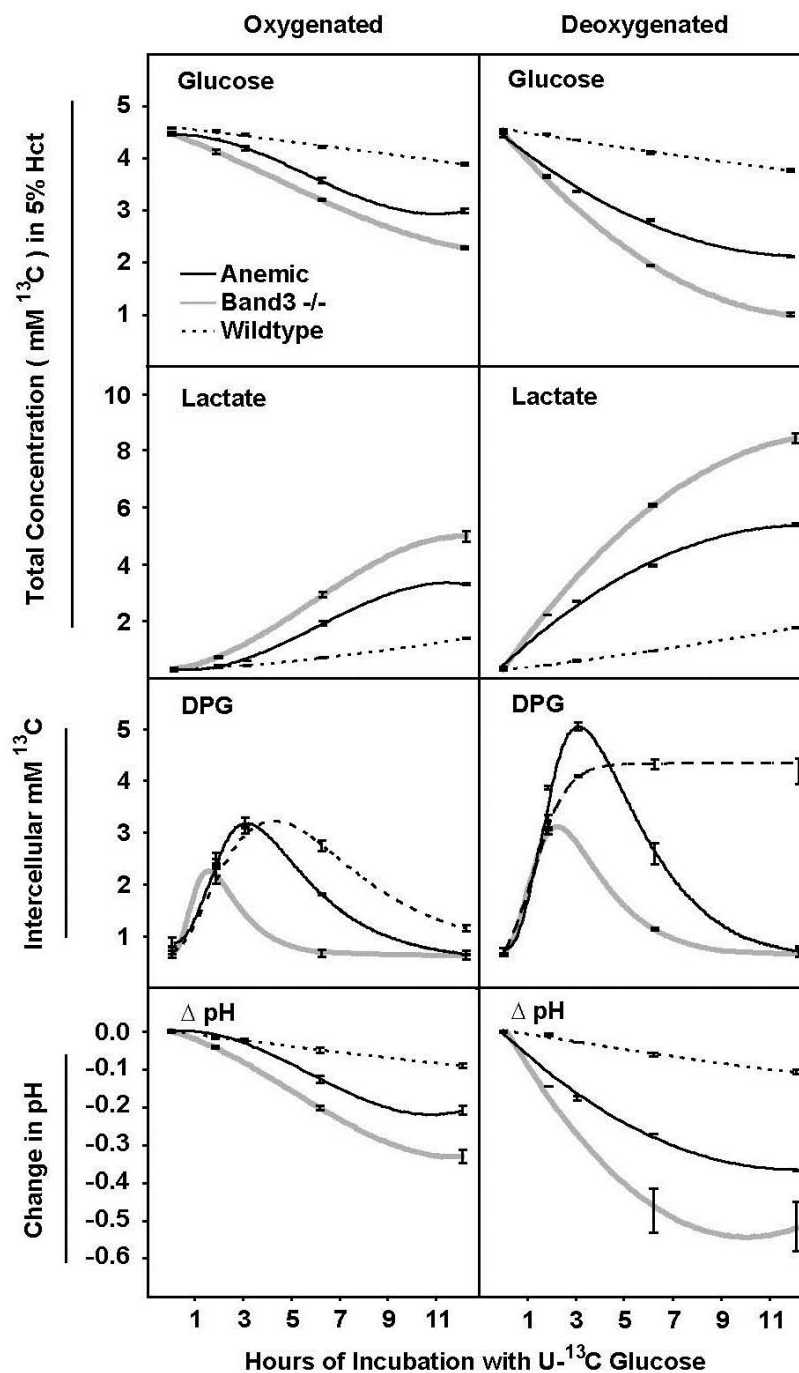 Oxygenated
Deoxygenated
Glucose
Glucose
5
4
3
2
1
Anemic
Band3 -/-
Wildtype
Total Concentration ( mM ¹³C ) in 5% Hct
Lactate
Lactate
10
8
6
4
2
DPG
DPG
5
4
3
2
1
Intercellular mM ¹³C
Δ pH
Δ pH
0.0
-0.1
-0.2
-0.3
-0.4
-0.5
-0.6
Change in pH
1 3 5 7 9 11
1 3 5 7 9 11
Hours of Incubation with U-¹³C Glucose